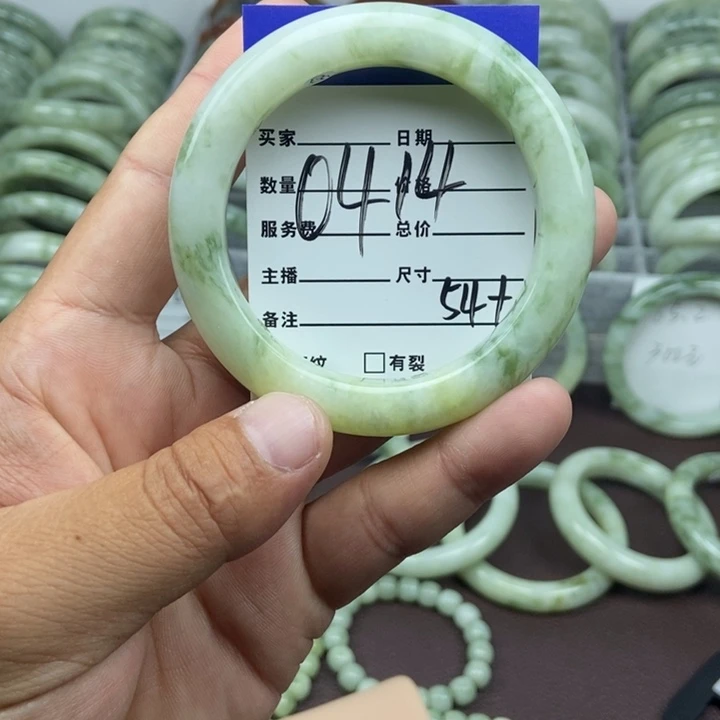 买家 日期
0414
数量 价格
服务费 总价
主播 尺寸 54+
备注
纹 □有裂